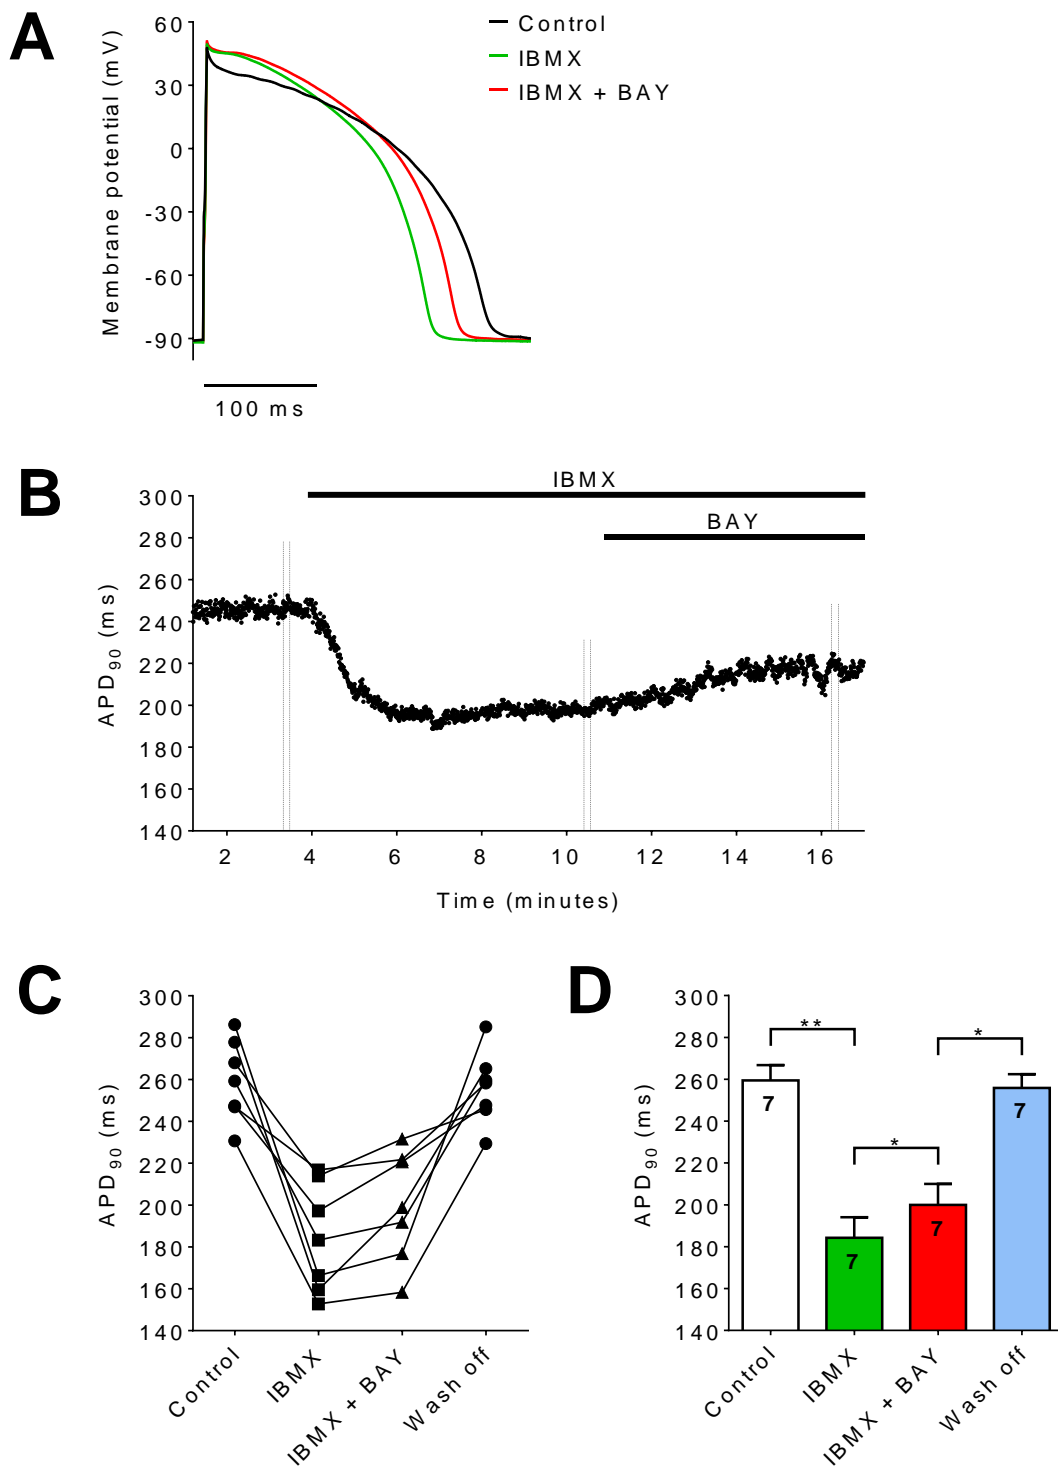 A
Membrane potential (mV)
60
30
0
-30
-60
-90
Control
IBMX
IBMX + BAY
100 ms
B
IBMX
BAY
APD90 (ms)
300
280
260
240
220
200
180
160
140
2 4 6 8 10 12 14 16
Time (minutes)
C
APD90 (ms)
300
280
260
240
220
200
180
160
140
Control IBMX IBMX + BAY Wash off
D
APD90 (ms)
300
280
260
240
220
200
180
160
140
** * *
7 7 7 7
Control IBMX IBMX + BAY Wash off